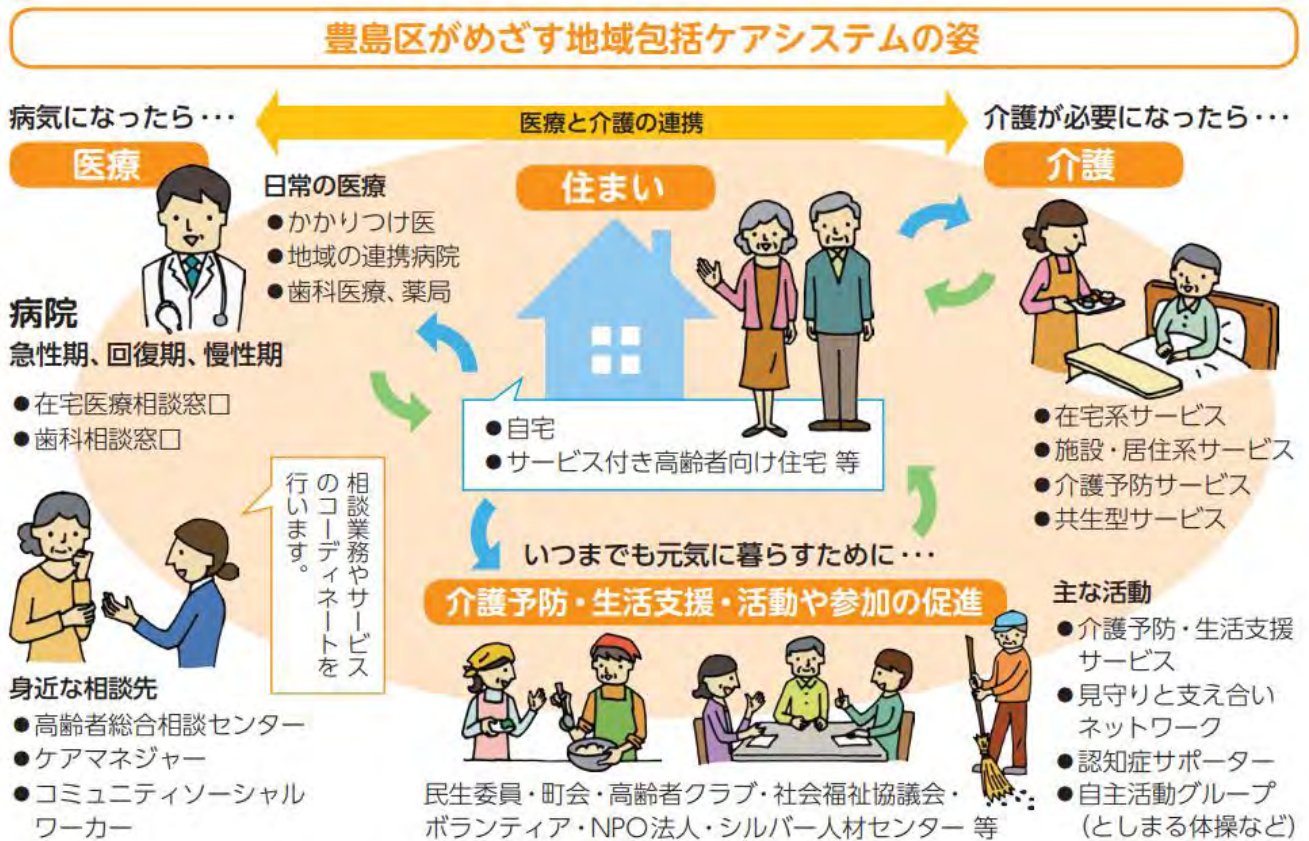 豊島区がめざす地域包括ケアシステムの姿
病気になったら・・・
医療と介護の連携
介護が必要になったら・・・
医療
住まい
介護
日常の医療
●かかりつけ医
●地域の連携病院
●歯科医療、薬局
病院
急性期、回復期、慢性期
●在宅医療相談窓口
●歯科相談窓口
●自宅
●サービス付き高齢者向け住宅 等
●在宅系サービス
●施設・居住系サービス
●介護予防サービス
●共生型サービス
相談業務やサービス
のコーディネートを
行います。
身近な相談先
●高齢者総合相談センター
●ケアマネジャー
●コミュニティソーシャル
ワーカー
いつまでも元気に暮らすために・・・
介護予防・生活支援・活動や参加の促進
民生委員・町会・高齢者クラブ・社会福祉協議会・
ボランティア・NPO法人・シルバー人材センター 等
主な活動
●介護予防・生活支援
サービス
●見守りと支え合い
ネットワーク
●認知症サポーター
●自主活動グループ
（としまる体操など）